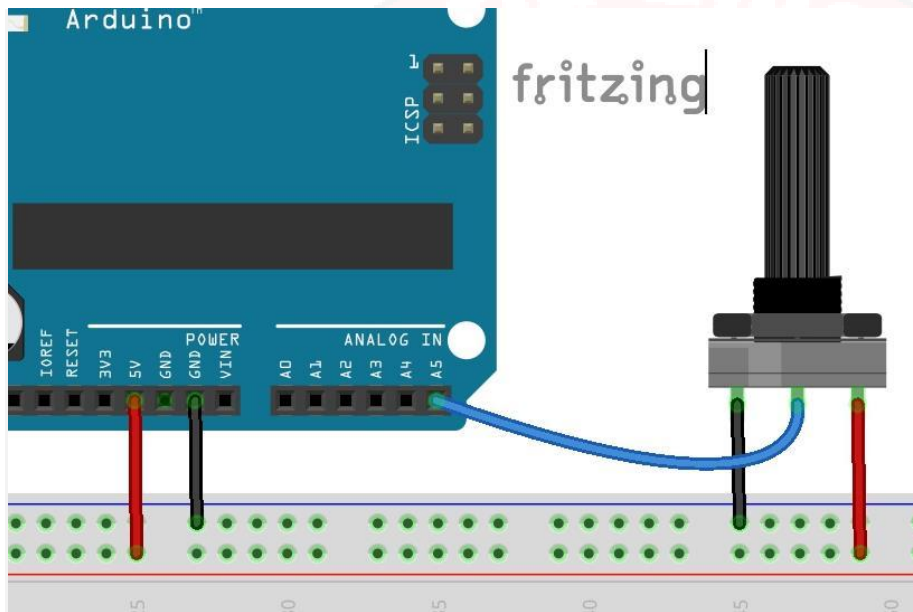 Arduino™
1
ICSP
fritzing
IOREF
RESET
3V3
5V
GND
GND
VIN
POWER
A0
A1
A2
A3
A4
A5
ANALOG IN